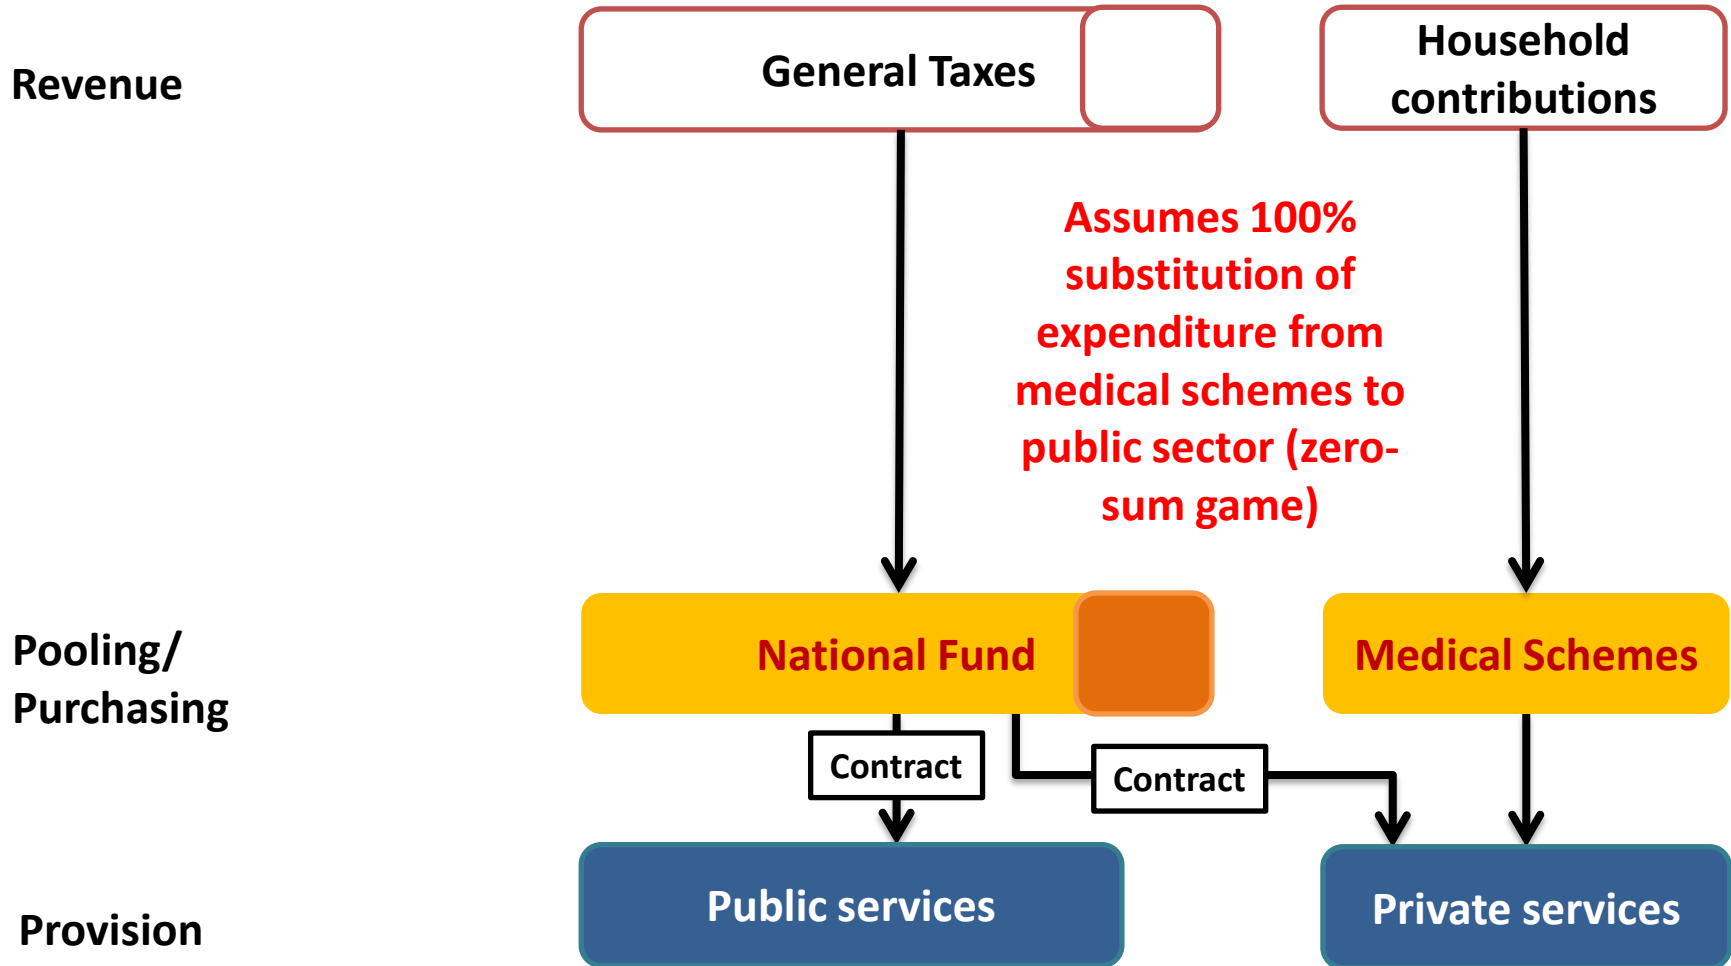 Revenue
General Taxes
Household
contributions
Assumes 100%
substitution of
expenditure from
medical schemes to
public sector (zero-
sum game)
Pooling/
Purchasing
National Fund
Medical Schemes
Contract
Contract
Provision
Public services
Private services